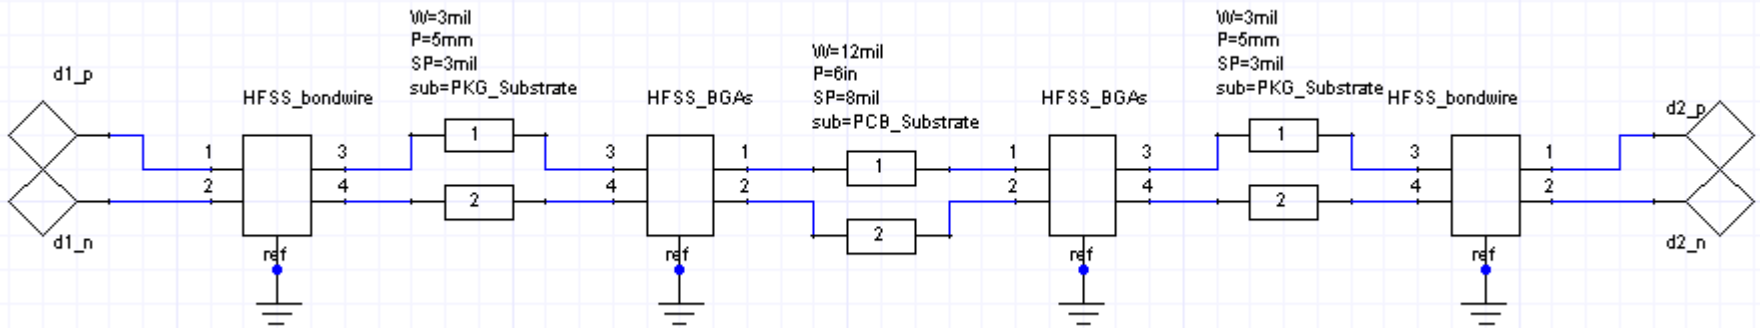 W=3mil
P=5mm
SP=3mil
sub=PKG_Substrate
W=12mil
P=6in
SP=8mil
sub=PCB_Substrate
W=3mil
P=5mm
SP=3mil
sub=PKG_Substrate
d1_p
HFSS_bondwire
HFSS_BGAs
HFSS_BGAs
HFSS_bondwire
d2_p
1 3 1 3 1 1 1 3 1 3 1
2 4 2 4 2 2 2 4 2 4 2
d1_n
ref
ref
ref
ref
d2_n